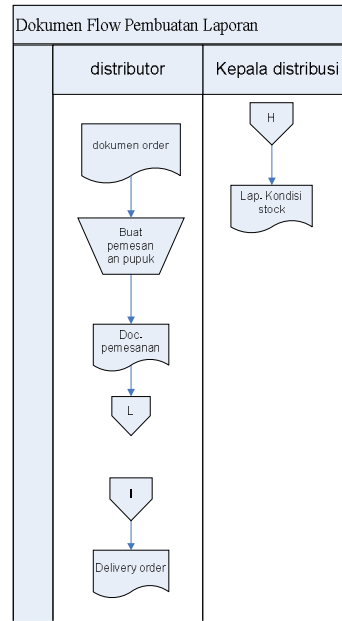 Dokumen Flow Pembuatan Laporan
distributor
Kepala distribusi
dokumen order
Buat
pemesan
an pupuk
Doc.
pemesanan
L
I
Delivery order
H
Lap. Kondisi
stock